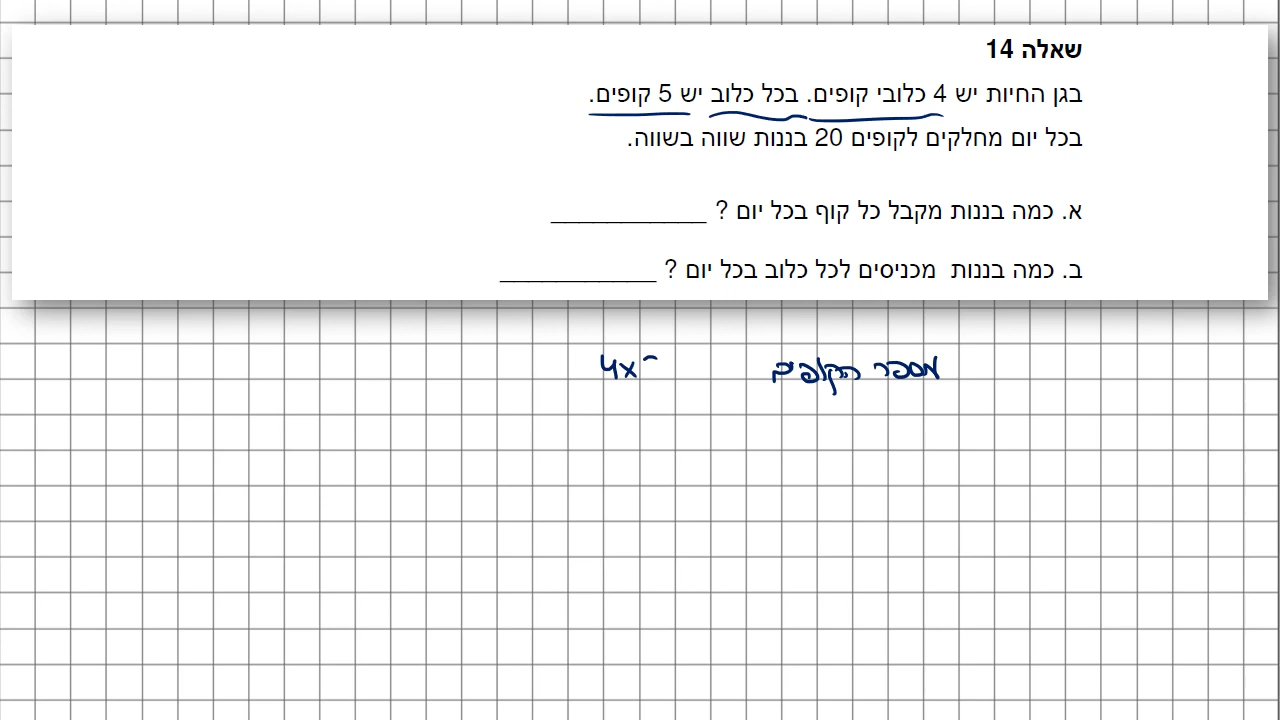 שאלה 14
בגן החיות יש 4 כלובי קופים. בכל כלוב יש 5 קופים.
בכל יום מחלקים לקופים 20 בננות שווה בשווה.
א. כמה בננות מקבל כל קוף בכל יום ? ___________
ב. כמה בננות  מכניסים לכל כלוב בכל יום ? ___________
מספר הקופים 4x